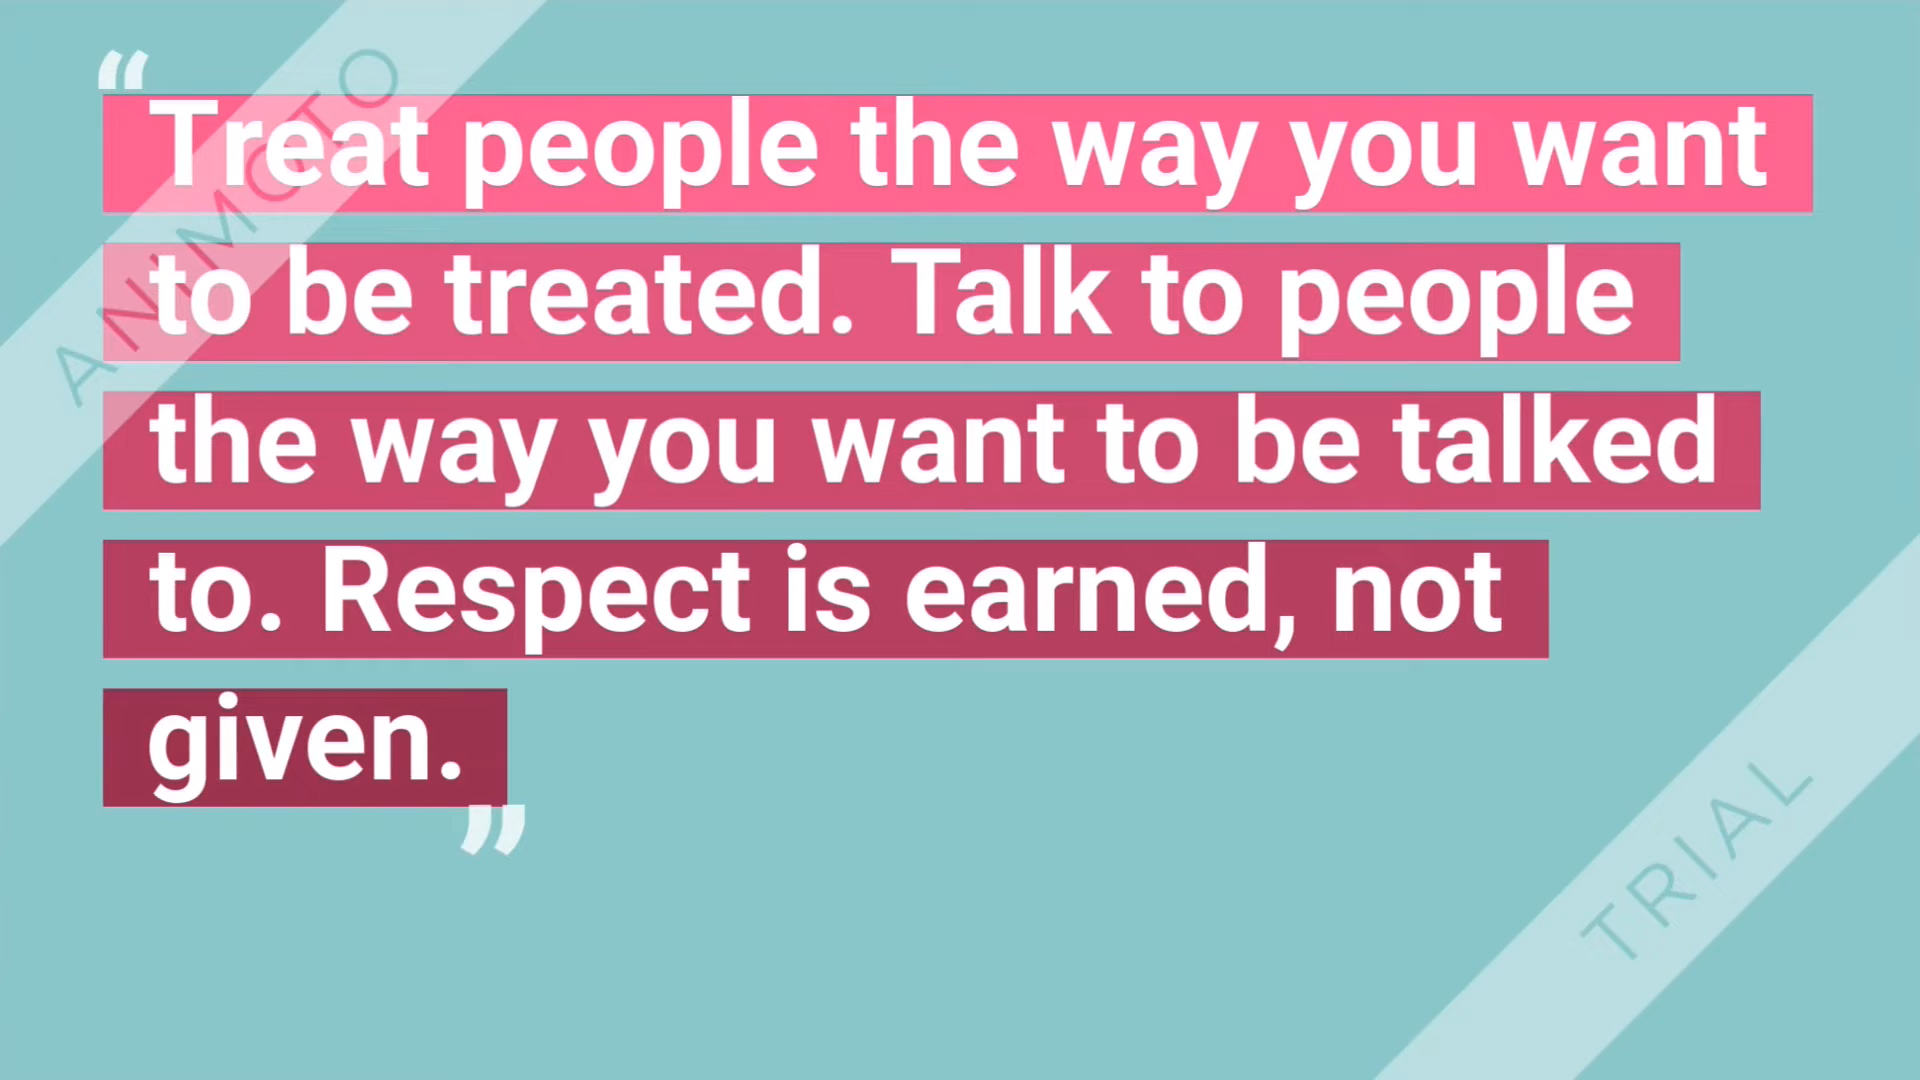 ANIMOTO
“Treat people the way you want
to be treated. Talk to people
the way you want to be talked
to. Respect is earned, not
given.”
TRIAL